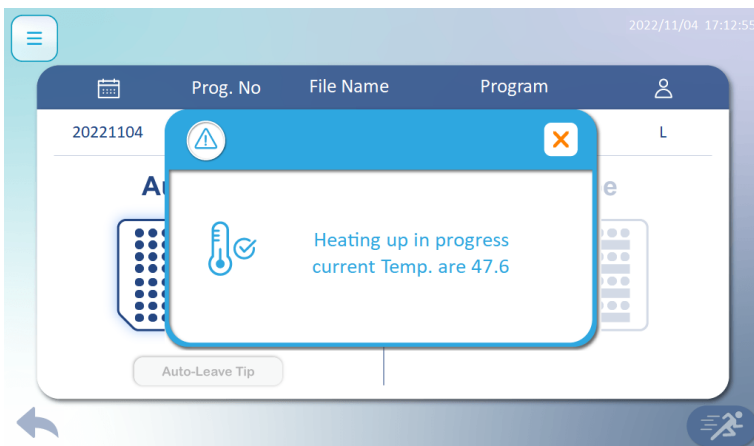 2022/11/04 17:12:55
Prog. No File Name Program
20221104 L
Heating up in progress
current Temp. are 47.6
Auto-Leave Tip